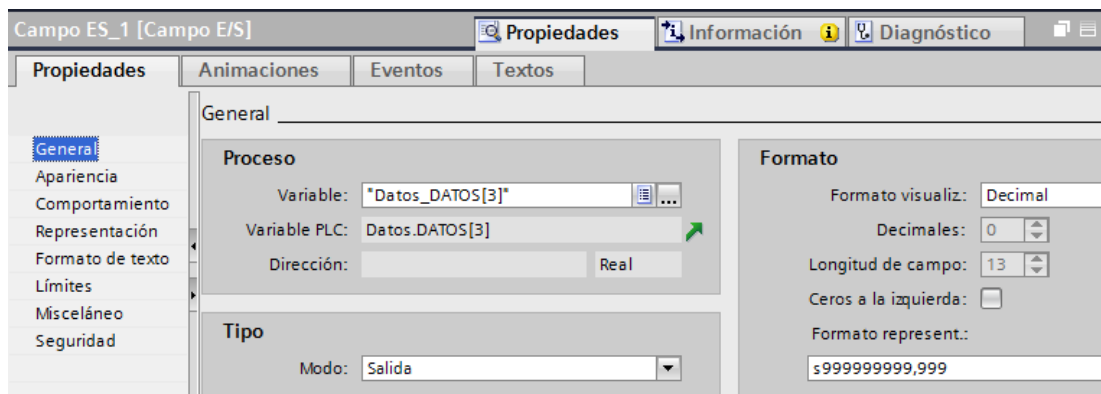 Campo ES_1 [Campo E/S]
Propiedades
Información
Diagnóstico
Propiedades
Animaciones
Eventos
Textos
General
General
Apariencia
Comportamiento
Representación
Formato de texto
Límites
Misceláneo
Seguridad
Proceso
Variable: "Datos_DATOS[3]" ...
Variable PLC: Datos.DATOS[3]
Dirección: Real
Tipo
Modo: Salida
Formato
Formato visualiz.: Decimal
Decimales: 0
Longitud de campo: 13
Ceros a la izquierda:
Formato represent.:
s999999999,999